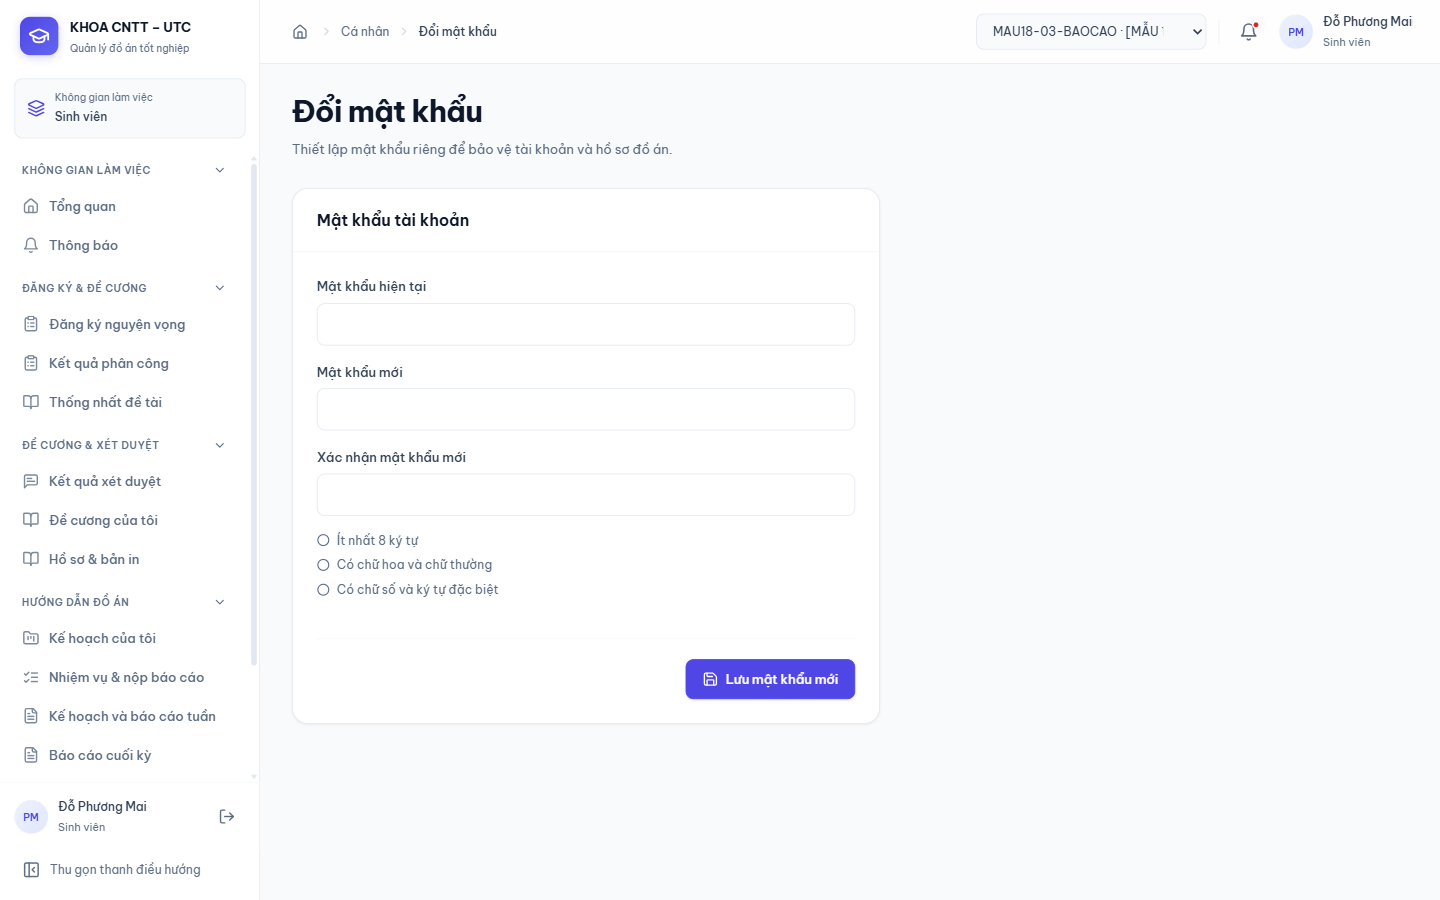 KHOA CNTT – UTC
Quản lý đồ án tốt nghiệp
Không gian làm việc
Sinh viên
KHÔNG GIAN LÀM VIỆC
Tổng quan
Thông báo
ĐĂNG KÝ & ĐỀ CƯƠNG
Đăng ký nguyện vọng
Kết quả phân công
Thống nhất đề tài
ĐỀ CƯƠNG & XÉT DUYỆT
Kết quả xét duyệt
Đề cương của tôi
Hồ sơ & bản in
HƯỚNG DẪN ĐỒ ÁN
Kế hoạch của tôi
Nhiệm vụ & nộp báo cáo
Kế hoạch và báo cáo tuần
Báo cáo cuối kỳ
PM
Đỗ Phương Mai
Sinh viên
Thu gọn thanh điều hướng
Cá nhân
Đổi mật khẩu
MAU18-03-BAOCAO · [MẪU
PM
Đỗ Phương Mai
Sinh viên
Đổi mật khẩu
Thiết lập mật khẩu riêng để bảo vệ tài khoản và hồ sơ đồ án.
Mật khẩu tài khoản
Mật khẩu hiện tại
Mật khẩu mới
Xác nhận mật khẩu mới
Ít nhất 8 ký tự
Có chữ hoa và chữ thường
Có chữ số và ký tự đặc biệt
Lưu mật khẩu mới